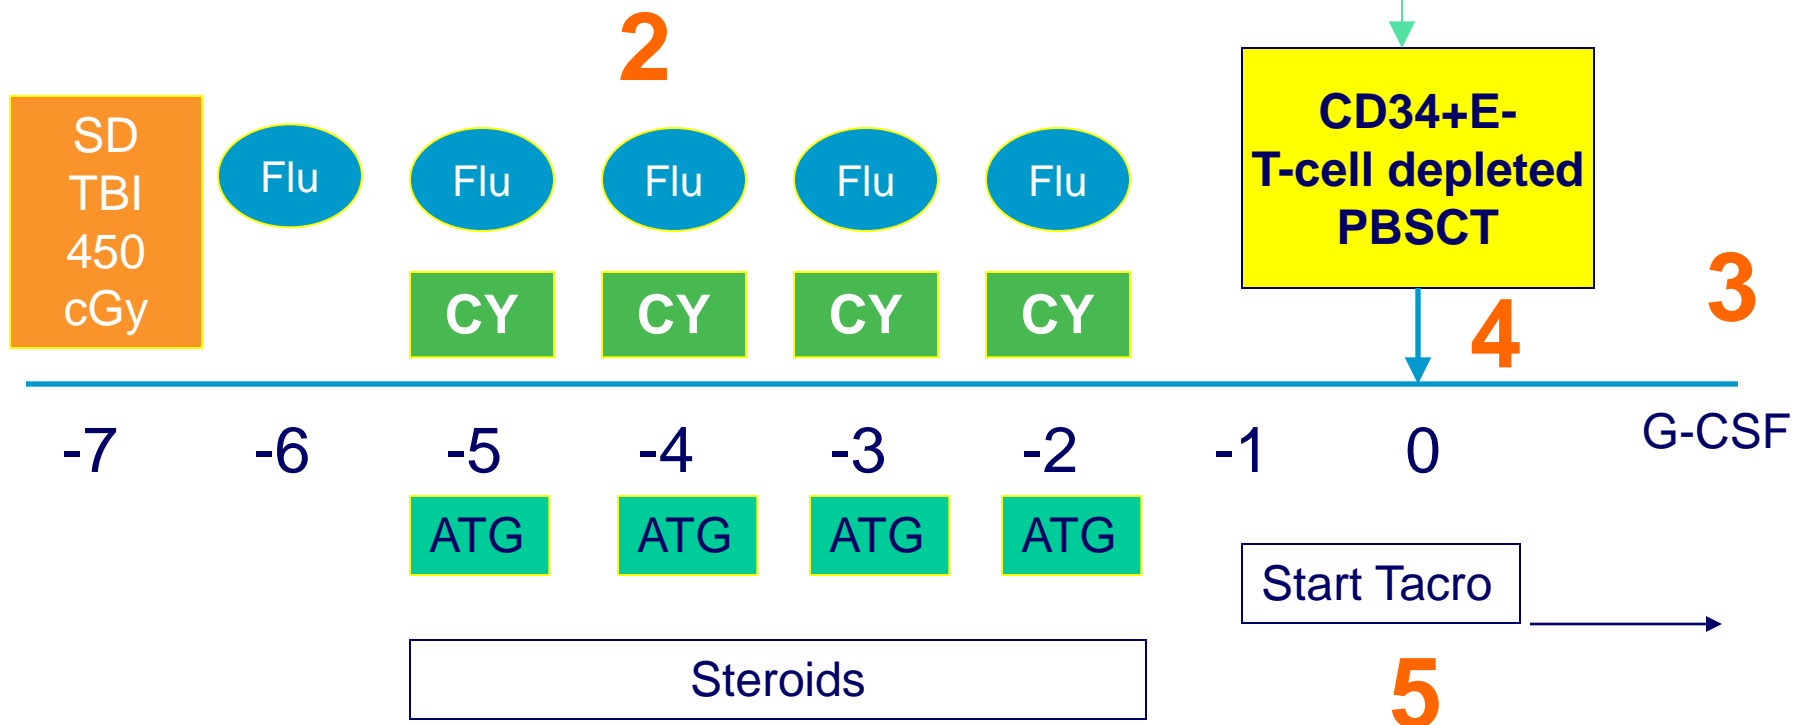 2
SD
TBI
450
cGy
Flu Flu Flu Flu Flu
CY CY CY CY
CD34+E-
T-cell depleted
PBSCT
3
4
-7 -6 -5 -4 -3 -2 -1 0 G-CSF
ATG ATG ATG ATG
Start Tacro
Steroids
5